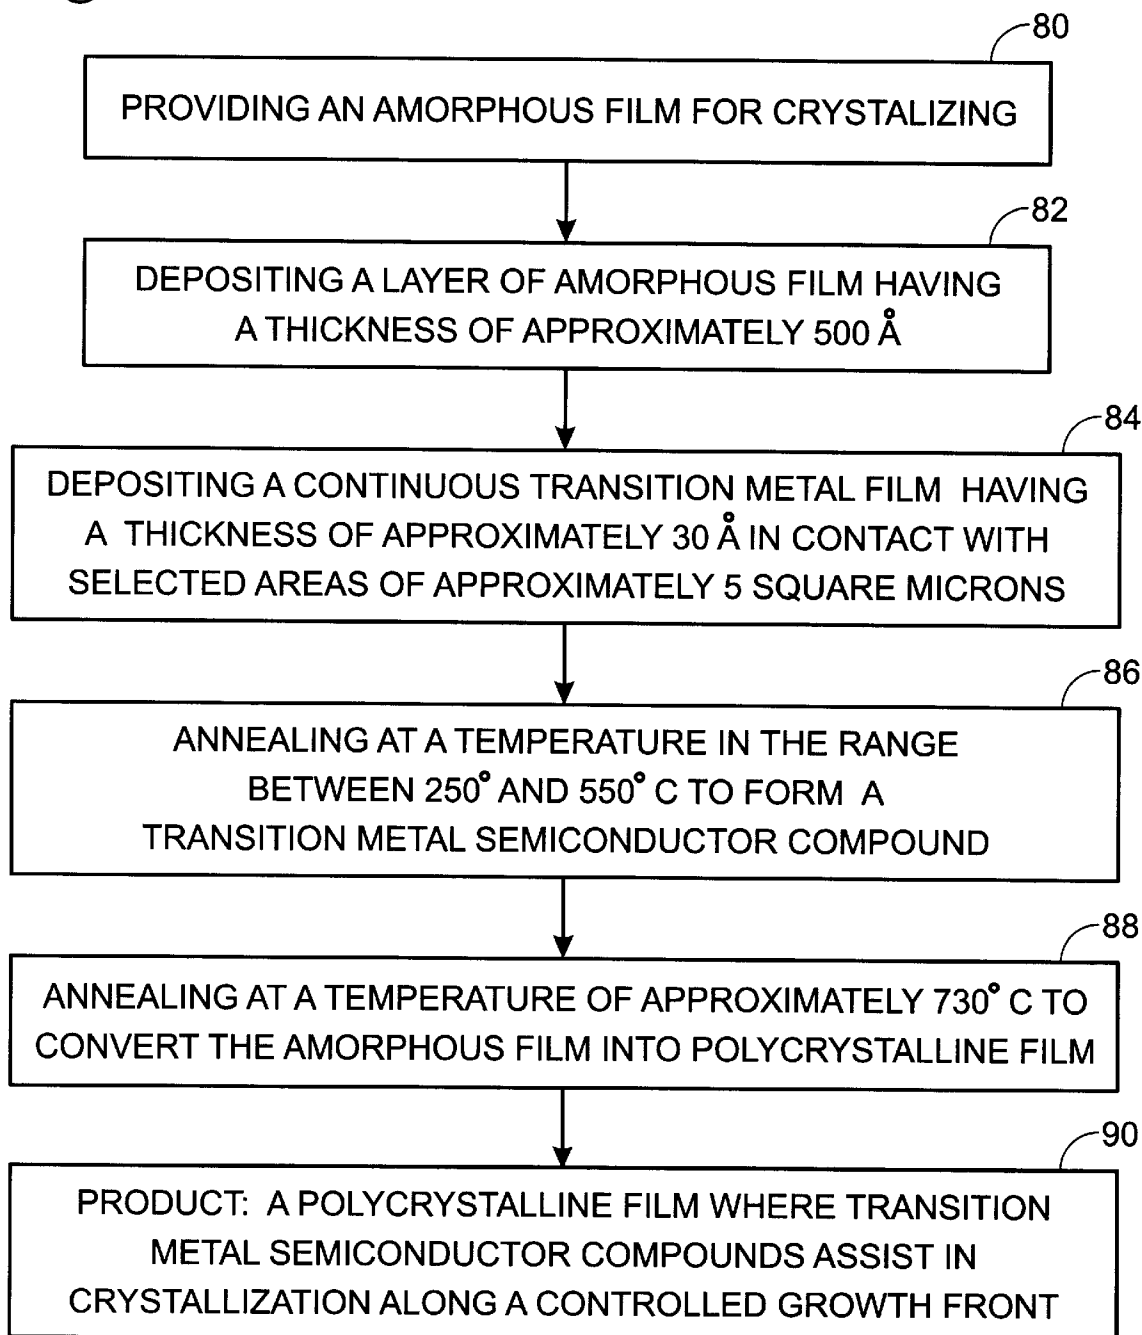 80
PROVIDING AN AMORPHOUS FILM FOR CRYSTALIZING
82
DEPOSITING A LAYER OF AMORPHOUS FILM HAVING
A THICKNESS OF APPROXIMATELY 500 Å
84
DEPOSITING A CONTINUOUS TRANSITION METAL FILM HAVING
A THICKNESS OF APPROXIMATELY 30 Å IN CONTACT WITH
SELECTED AREAS OF APPROXIMATELY 5 SQUARE MICRONS
86
ANNEALING AT A TEMPERATURE IN THE RANGE
BETWEEN 250° AND 550° C TO FORM A
TRANSITION METAL SEMICONDUCTOR COMPOUND
88
ANNEALING AT A TEMPERATURE OF APPROXIMATELY 730° C TO
CONVERT THE AMORPHOUS FILM INTO POLYCRYSTALLINE FILM
90
PRODUCT: A POLYCRYSTALLINE FILM WHERE TRANSITION
METAL SEMICONDUCTOR COMPOUNDS ASSIST IN
CRYSTALLIZATION ALONG A CONTROLLED GROWTH FRONT